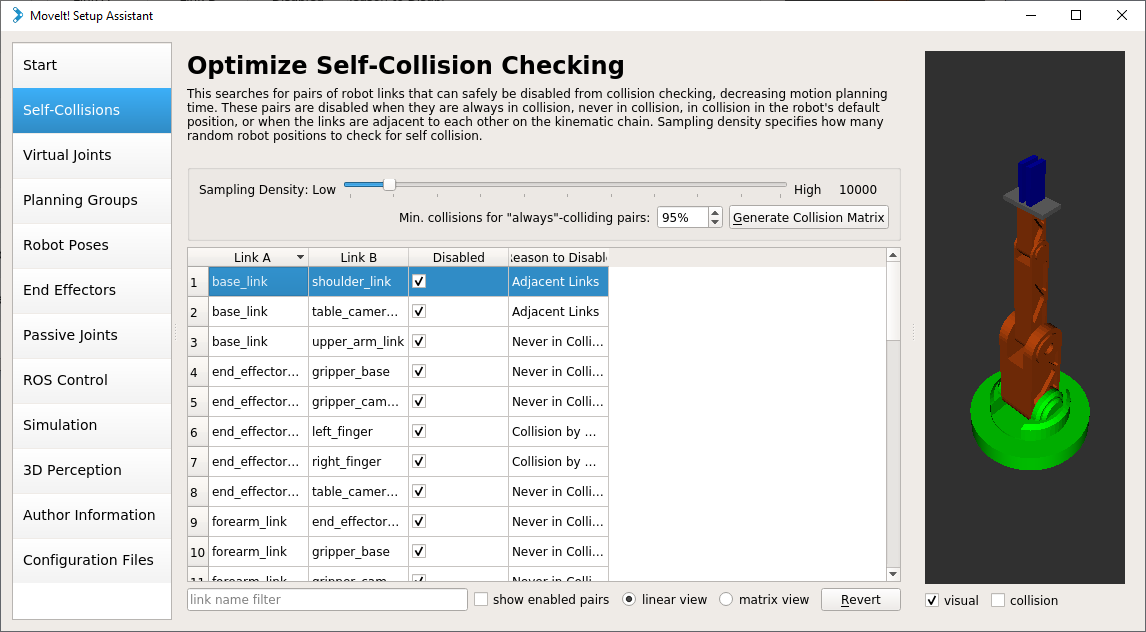 MoveIt! Setup Assistant
Start
Self-Collisions
Virtual Joints
Planning Groups
Robot Poses
End Effectors
Passive Joints
ROS Control
Simulation
3D Perception
Author Information
Configuration Files
Optimize Self-Collision Checking
This searches for pairs of robot links that can safely be disabled from collision checking, decreasing motion planning
time. These pairs are disabled when they are always in collision, never in collision, in collision in the robot's default
position, or when the links are adjacent to each other on the kinematic chain. Sampling density specifies how many
random robot positions to check for self collision.
Sampling Density: Low High 10000
Min. collisions for "always"-colliding pairs: 95% Generate Collision Matrix
Link A Link B Disabled eason to Disabl
1 base_link shoulder_link Adjacent Links
2 base_link table_camer... Adjacent Links
3 base_link upper_arm_link Never in Colli...
4 end_effector... gripper_base Never in Colli...
5 end_effector... gripper_cam... Never in Colli...
6 end_effector... left_finger Collision by ...
7 end_effector... right_finger Collision by ...
8 end_effector... table_camer... Never in Colli...
9 forearm_link end_effector... Never in Colli...
10 forearm_link gripper_base Never in Colli...
11 forearm_link gripper_cam... Never in Colli...
link name filter show enabled pairs linear view matrix view Revert
visual collision